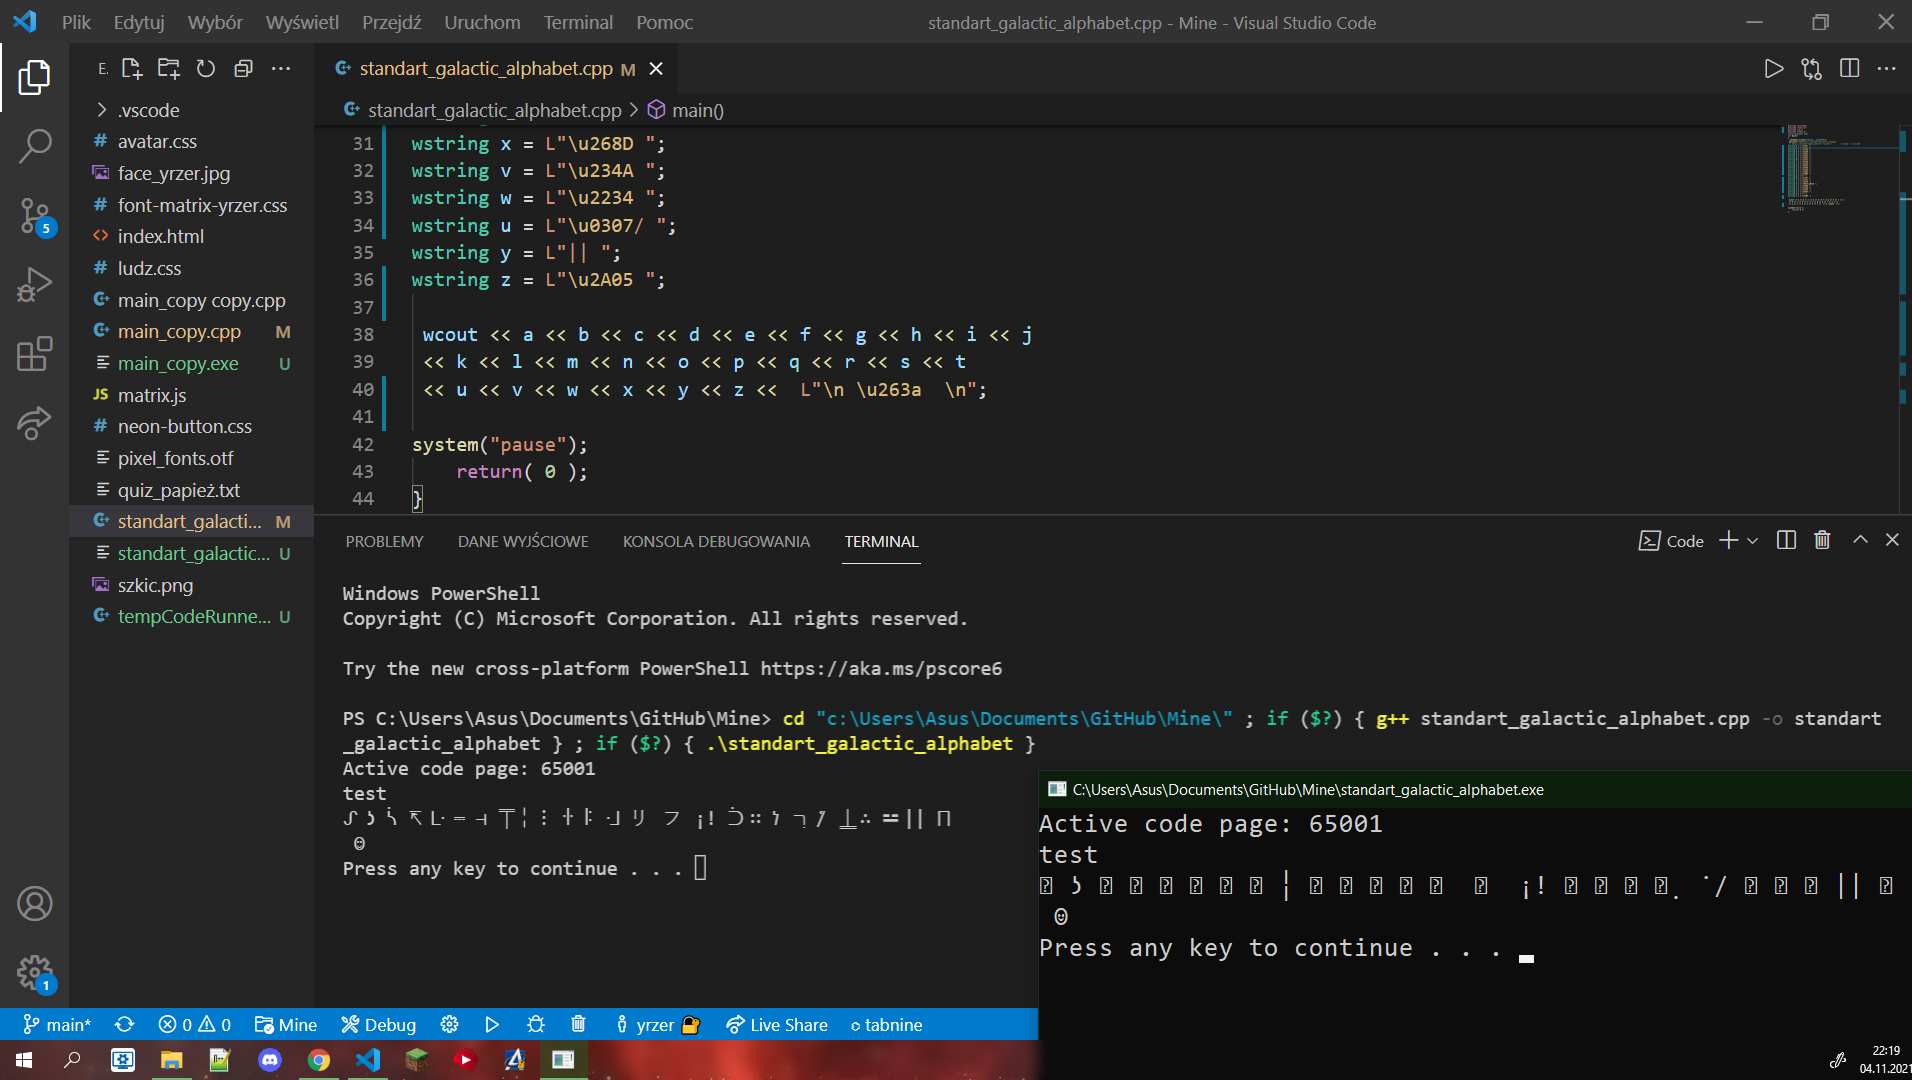 Plik Edytuj Wybór Wyświetl Przejdź Uruchom Terminal Pomoc
standart_galactic_alphabet.cpp - Mine - Visual Studio Code
E.
standart_galactic_alphabet.cpp M
standart_galactic_alphabet.cpp > main()
.vscode
# avatar.css
face_yrzer.jpg
# font-matrix-yrzer.css
<> index.html
# ludz.css
main_copy copy.cpp
main_copy.cpp M
main_copy.exe U
JS matrix.js
# neon-button.css
pixel_fonts.otf
quiz_papież.txt
standart_galacti... M
standart_galactic... U
szkic.png
tempCodeRunne... U
5
1
31 wstring x = L"\u268D ";
32 wstring v = L"\u234A ";
33 wstring w = L"\u2234 ";
34 wstring u = L"\u0307/ ";
35 wstring y = L"|| ";
36 wstring z = L"\u2A05 ";
37
38 wcout << a << b << c << d << e << f << g << h << i << j
39 << k << l << m << n << o << p << q << r << s << t
40 << u << v << w << x << y << z <<  L"\n \u263a  \n";
41
42 system("pause");
43 return( 0 );
44 }
PROBLEMY DANE WYJŚCIOWE KONSOLA DEBUGOWANIA TERMINAL
Code
Windows PowerShell
Copyright (C) Microsoft Corporation. All rights reserved.
Try the new cross-platform PowerShell https://aka.ms/pscore6
PS C:\Users\Asus\Documents\GitHub\Mine> cd "c:\Users\Asus\Documents\GitHub\Mine\" ; if ($?) { g++ standart_galactic_alphabet.cpp -o standart
_galactic_alphabet } ; if ($?) { .\standart_galactic_alphabet }
Active code page: 65001
test
☺
Press any key to continue . . .
C:\Users\Asus\Documents\GitHub\Mine\standart_galactic_alphabet.exe
Active code page: 65001
test
☺
Press any key to continue . . .
main* 0 0 Mine Debug yrzer Live Share tabnine
22:19
04.11.2021